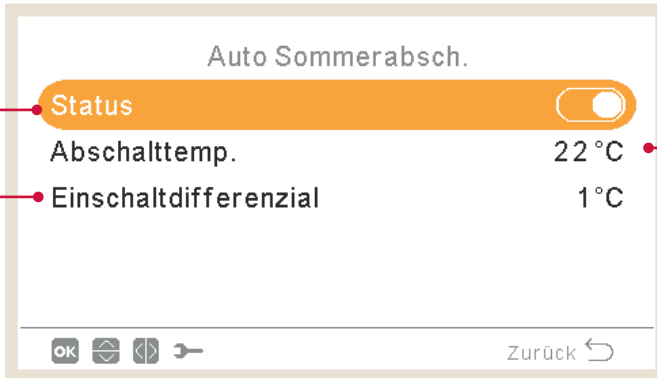 Auto Sommerabsch.
Status
Abschalttemp. 22°C
Einschaltdifferenzial 1°C
OK Zurück